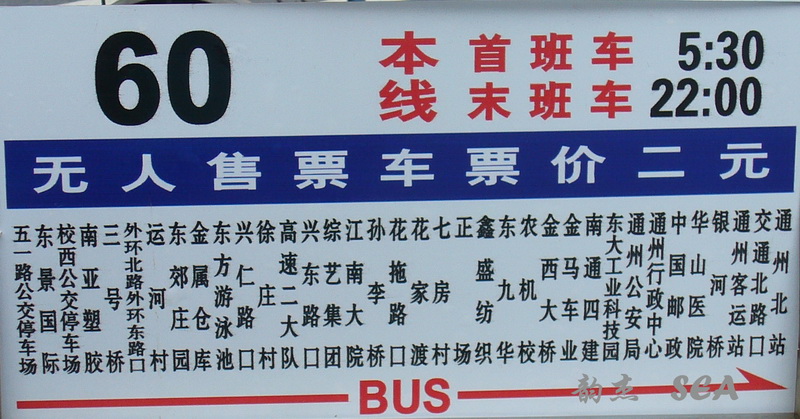 60
本线
首班车 5:30
末班车 22:00
无人售票车票价二元
五一路公交停车场
东景国际
校西公交停车场
南亚塑胶
三号桥
外环北路外环东路口
运河村
东郊庄园
金属仓库
东方游泳池
兴仁路口
徐庄村
高速二大队
兴东路口
综艺集团
江南大院
孙李桥
花拖路口
花家渡
七房村
正场
鑫盛纺织
东九华
农机校
金西大桥
金马车业
南通四建
东大工业科技园
通州公安局
通州行政中心
中国邮政
华山医院
银河桥
通州客运站
交通北路口
通州北站
BUS
韵杰 SCA